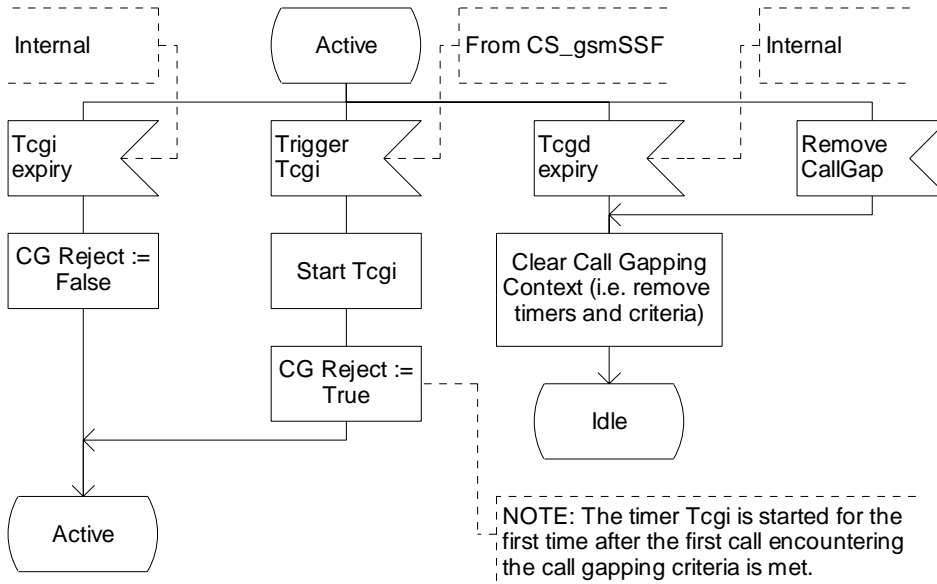 Internal
Active
From CS_gsmSSF
Internal
Tcgi
expiry
Trigger
Tcgi
Tcgd
expiry
Remove
CallGap
CG Reject :=
False
Start Tcgi
Clear Call Gapping
Context (i.e. remove
timers and criteria)
CG Reject :=
True
Idle
Active
NOTE: The timer Tcgi is started for the
first time after the first call encountering
the call gapping criteria is met.